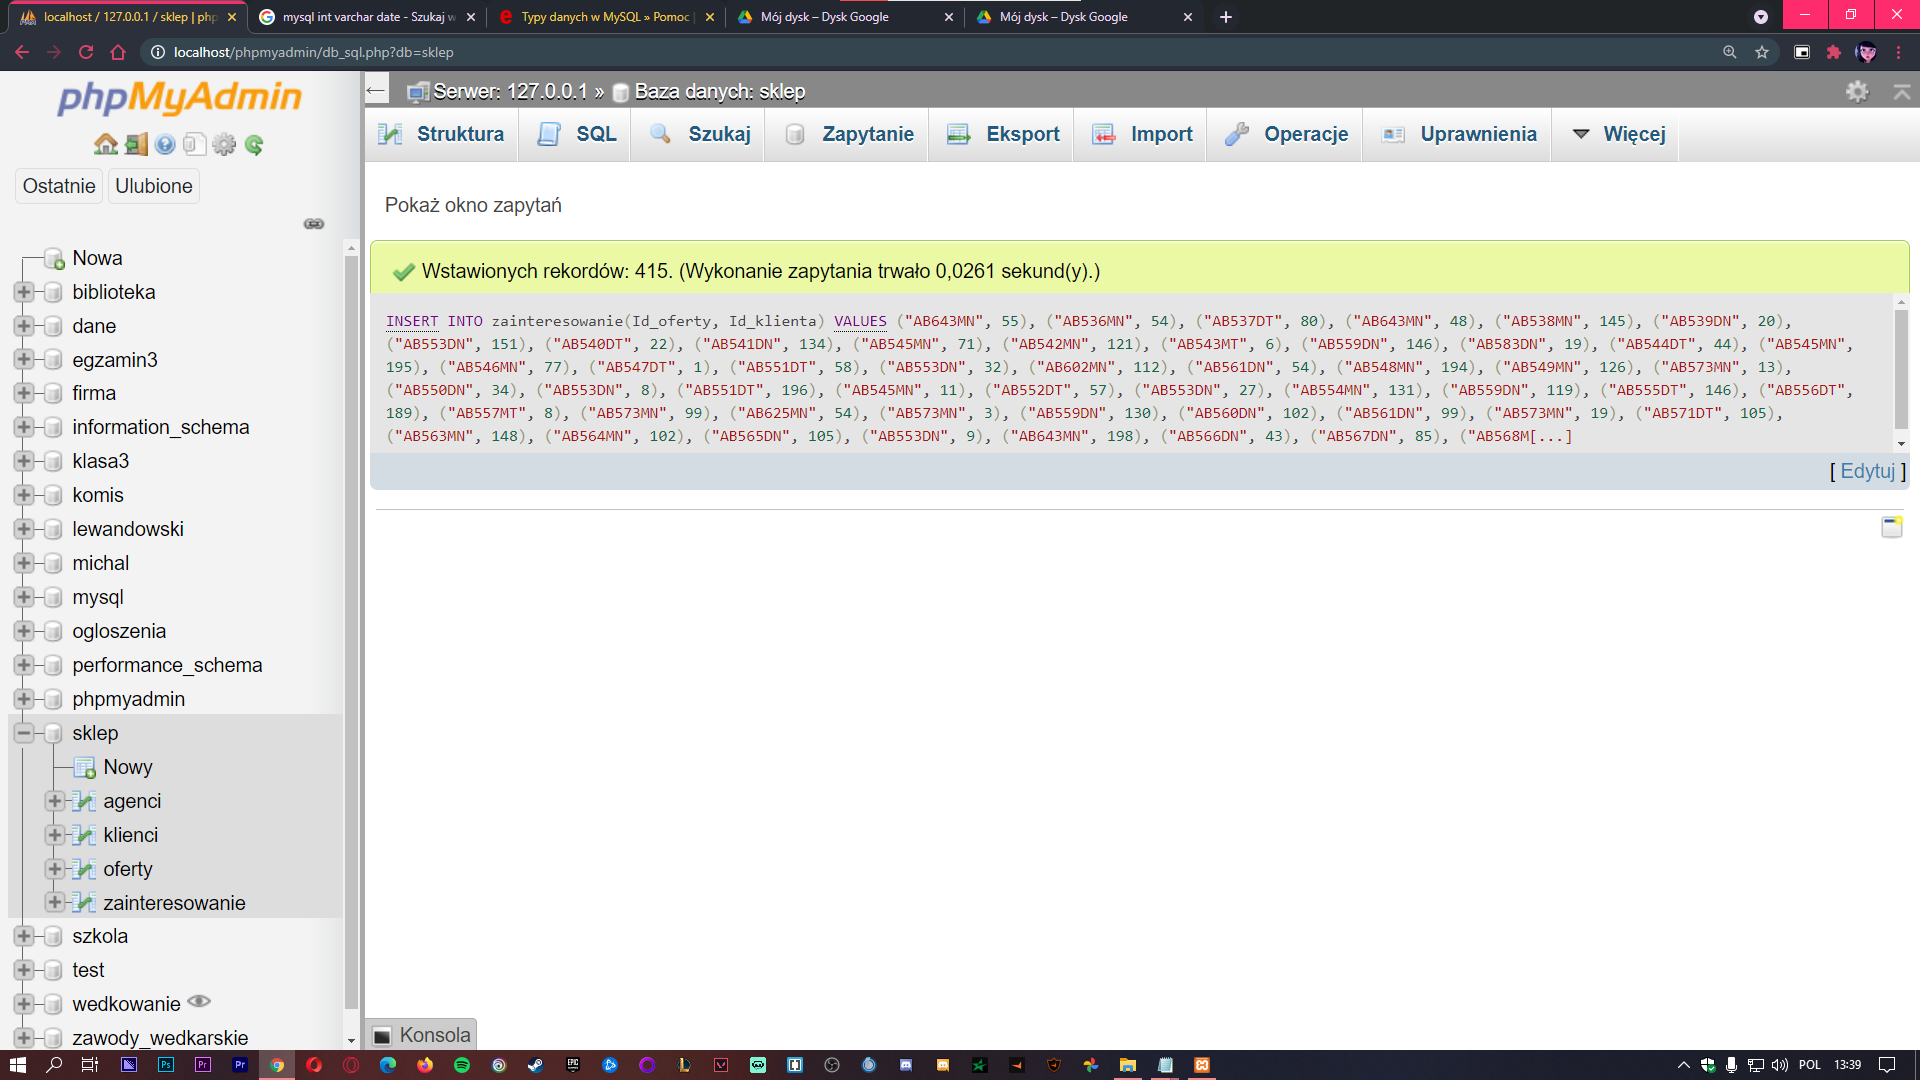 localhost / 127.0.0.1 / sklep | php
mysql int varchar date - Szukaj w
Typy danych w MySQL » Pomoc |
Mój dysk – Dysk Google
Mój dysk – Dysk Google
localhost/phpmyadmin/db_sql.php?db=sklep
phpMyAdmin
Ostatnie
Ulubione
Nowa
biblioteka
dane
egzamin3
firma
information_schema
klasa3
komis
lewandowski
michal
mysql
ogloszenia
performance_schema
phpmyadmin
sklep
Nowy
agenci
klienci
oferty
zainteresowanie
szkola
test
wedkowanie
zawody_wedkarskie
Serwer: 127.0.0.1 » Baza danych: sklep
Struktura
SQL
Szukaj
Zapytanie
Eksport
Import
Operacje
Uprawnienia
Więcej
Pokaż okno zapytań
Wstawionych rekordów: 415. (Wykonanie zapytania trwało 0,0261 sekund(y).)
INSERT INTO zainteresowanie(Id_oferty, Id_klienta) VALUES ("AB643MN", 55), ("AB536MN", 54), ("AB537DT", 80), ("AB643MN", 48), ("AB538MN", 145), ("AB539DN", 20),
("AB553DN", 151), ("AB540DT", 22), ("AB541DN", 134), ("AB545MN", 71), ("AB542MN", 121), ("AB543MT", 6), ("AB559DN", 146), ("AB583DN", 19), ("AB544DT", 44), ("AB545MN",
195), ("AB546MN", 77), ("AB547DT", 1), ("AB551DT", 58), ("AB553DN", 32), ("AB602MN", 112), ("AB561DN", 54), ("AB548MN", 194), ("AB549MN", 126), ("AB573MN", 13),
("AB550DN", 34), ("AB553DN", 8), ("AB551DT", 196), ("AB545MN", 11), ("AB552DT", 57), ("AB553DN", 27), ("AB554MN", 131), ("AB559DN", 119), ("AB555DT", 146), ("AB556DT",
189), ("AB557MT", 8), ("AB573MN", 99), ("AB625MN", 54), ("AB573MN", 3), ("AB559DN", 130), ("AB560DN", 102), ("AB561DN", 99), ("AB573MN", 19), ("AB571DT", 105),
("AB563MN", 148), ("AB564MN", 102), ("AB565DN", 105), ("AB553DN", 9), ("AB643MN", 198), ("AB566DN", 43), ("AB567DN", 85), ("AB568M[...]
[ Edytuj ]
Konsola
Ps
Pr
Pr
EPIC
POL
13:39